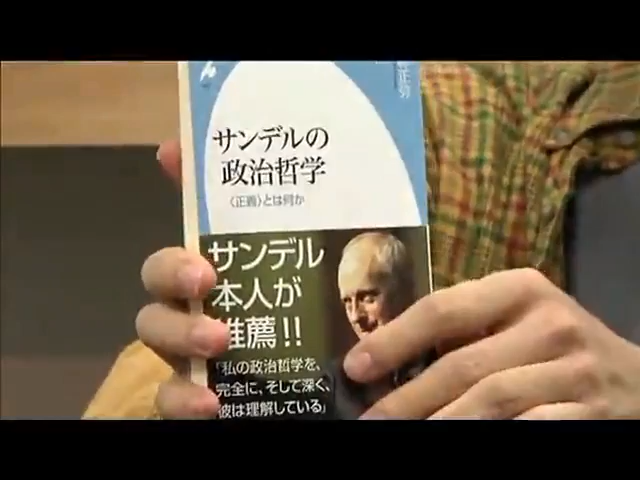 サンデルの
政治哲学
〈正義〉とは何か
サンデル
本人が
推薦!!
「私の政治哲学を、
完全に、そして深く、
彼は理解している」